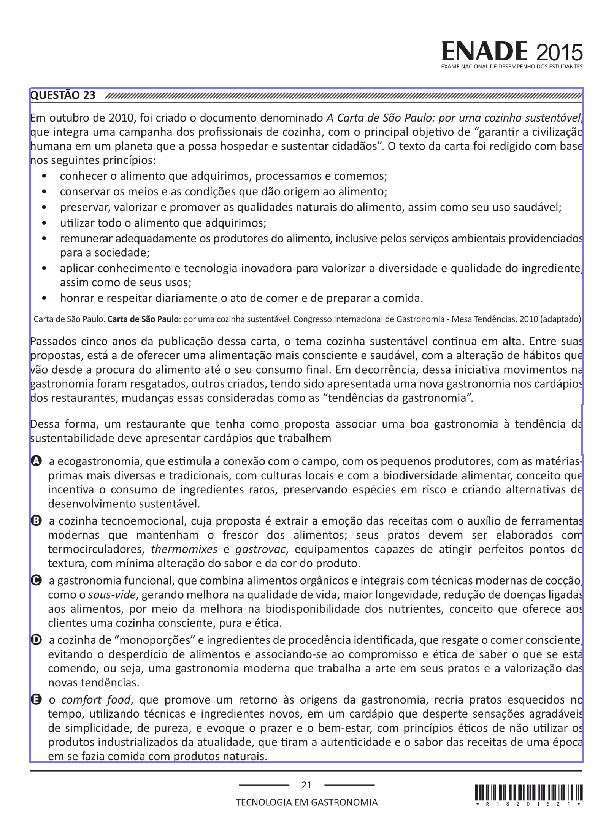 ENADE 2015
EXAME NACIONAL DE DESEMPENHO DOS ESTUDANTES
QUESTÃO 23
Em outubro de 2010, foi criado o documento denominado A Carta de São Paulo: por uma cozinha sustentável,
que integra uma campanha dos profissionais de cozinha, com o principal objetivo de “garantir a civilização
humana em um planeta que a possa hospedar e sustentar cidadãos”. O texto da carta foi redigido com base
nos seguintes princípios:
• conhecer o alimento que adquirimos, processamos e comemos;
• conservar os meios e as condições que dão origem ao alimento;
• preservar, valorizar e promover as qualidades naturais do alimento, assim como seu uso saudável;
• utilizar todo o alimento que adquirimos;
• remunerar adequadamente os produtores do alimento, inclusive pelos serviços ambientais providenciados
para a sociedade;
• aplicar conhecimento e tecnologia inovadora para valorizar a diversidade e qualidade do ingrediente,
assim como de seus usos;
• honrar e respeitar diariamente o ato de comer e de preparar a comida.
Carta de São Paulo. Carta de São Paulo: por uma cozinha sustentável. Congresso Internacional de Gastronomia - Mesa Tendências, 2010 (adaptado)
Passados cinco anos da publicação dessa carta, o tema cozinha sustentável continua em alta. Entre suas
propostas, está a de oferecer uma alimentação mais consciente e saudável, com a alteração de hábitos que
vão desde a procura do alimento até o seu consumo final. Em decorrência, dessa iniciativa movimentos na
gastronomia foram resgatados, outros criados, tendo sido apresentada uma nova gastronomia nos cardápios
dos restaurantes, mudanças essas consideradas como as “tendências da gastronomia”.
Dessa forma, um restaurante que tenha como proposta associar uma boa gastronomia à tendência da
sustentabilidade deve apresentar cardápios que trabalhem
A a ecogastronomia, que estimula a conexão com o campo, com os pequenos produtores, com as matérias-
primas mais diversas e tradicionais, com culturas locais e com a biodiversidade alimentar, conceito que
incentiva o consumo de ingredientes raros, preservando espécies em risco e criando alternativas de
desenvolvimento sustentável.
B a cozinha tecnoemocional, cuja proposta é extrair a emoção das receitas com o auxílio de ferramentas
modernas que mantenham o frescor dos alimentos; seus pratos devem ser elaborados com
termocirculadores, thermomixes e gastrovac, equipamentos capazes de atingir perfeitos pontos de
textura, com mínima alteração do sabor e da cor do produto.
C a gastronomia funcional, que combina alimentos orgânicos e integrais com técnicas modernas de cocção,
como o sous-vide, gerando melhora na qualidade de vida, maior longevidade, redução de doenças ligadas
aos alimentos, por meio da melhora na biodisponibilidade dos nutrientes, conceito que oferece aos
clientes uma cozinha consciente, pura e ética.
D a cozinha de “monoporções” e ingredientes de procedência identificada, que resgate o comer consciente,
evitando o desperdício de alimentos e associando-se ao compromisso e ética de saber o que se está
comendo, ou seja, uma gastronomia moderna que trabalha a arte em seus pratos e a valorização das
novas tendências.
E o comfort food, que promove um retorno às origens da gastronomia, recria pratos esquecidos no
tempo, utilizando técnicas e ingredientes novos, em um cardápio que desperte sensações agradáveis
de simplicidade, de pureza, e evoque o prazer e o bem-estar, com princípios éticos de não utilizar os
produtos industrializados da atualidade, que tiram a autenticidade e o sabor das receitas de uma época
em se fazia comida com produtos naturais.
21
TECNOLOGIA EM GASTRONOMIA
*R18201521*